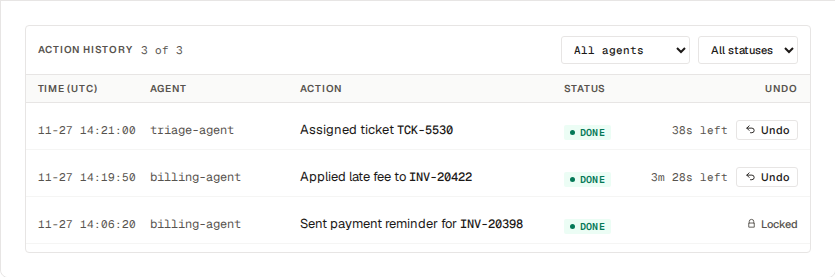 ACTION HISTORY 3 of 3 All agents All statuses
TIME (UTC) AGENT ACTION STATUS UNDO
11-27 14:21:00 triage-agent Assigned ticket TCK-5530 DONE 38s left Undo
11-27 14:19:50 billing-agent Applied late fee to INV-20422 DONE 3m 28s left Undo
11-27 14:06:20 billing-agent Sent payment reminder for INV-20398 DONE Locked